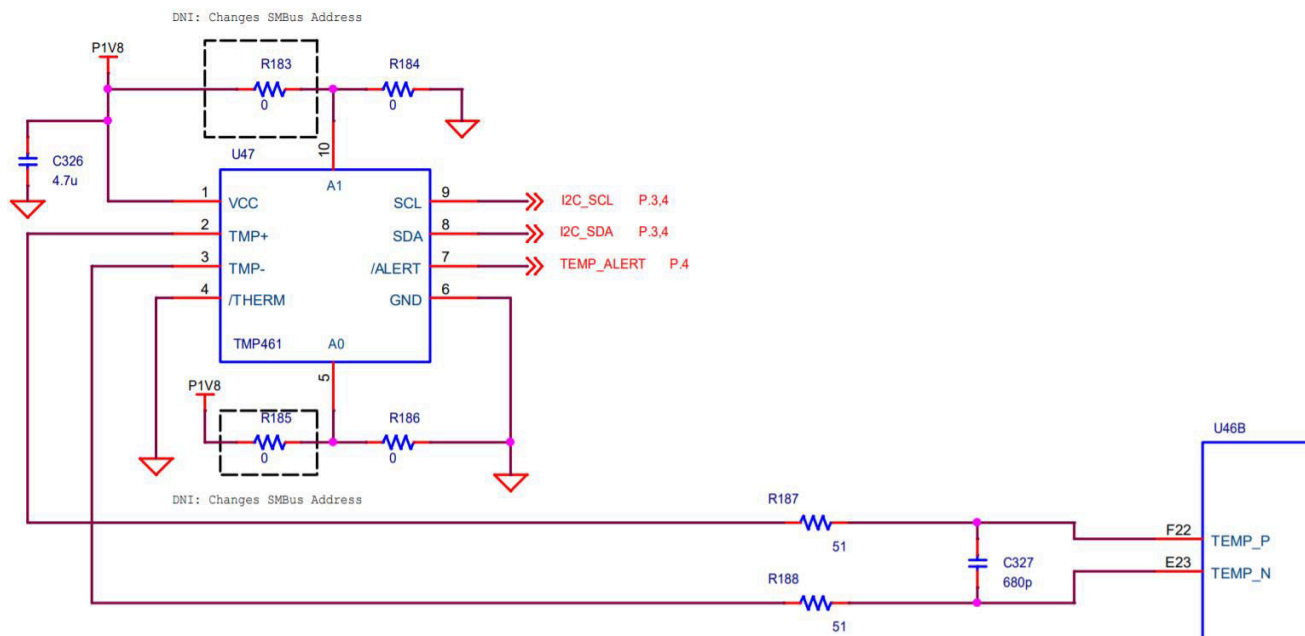 DNI: Changes SMBus Address
P1V8
R183
R184
0
0
C326
4.7u
U47
10
A1
1
VCC
SCL
9
I2C_SCL P.3,4
2
TMP+
SDA
8
I2C_SDA P.3,4
3
TMP-
/ALERT
7
TEMP_ALERT P.4
4
/THERM
GND
6
TMP461
A0
5
P1V8
R185
R186
0
0
DNI: Changes SMBus Address
U46B
R187
51
F22
TEMP_P
C327
680p
E23
TEMP_N
R188
51